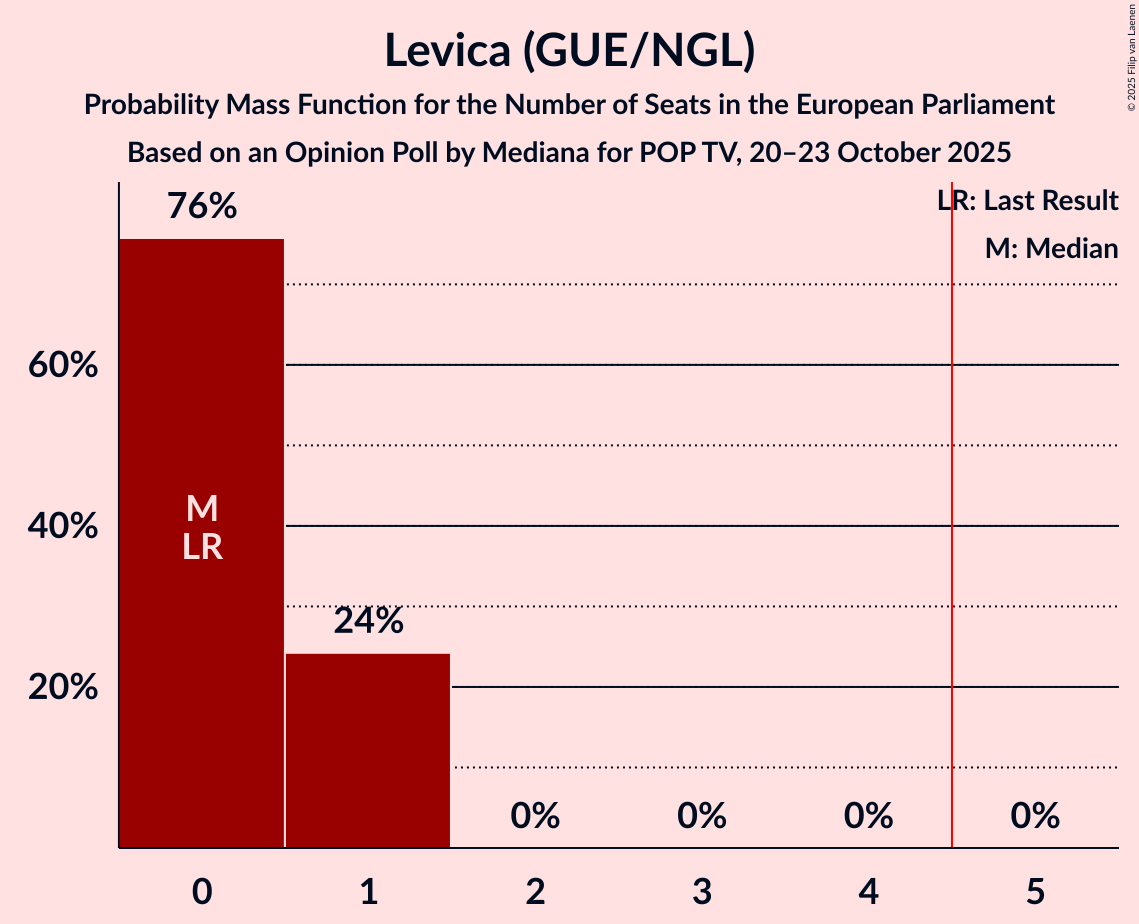 Levica (GUE/NGL)
Probability Mass Function for the Number of Seats in the European Parliament
Based on an Opinion Poll by Mediana for POP TV, 20–23 October 2025
© 2025 Filip van Laenen
LR: Last Result
M: Median
76%
60%
40%
20%
M
LR
24%
0%
0%
0%
0%
0
1
2
3
4
5